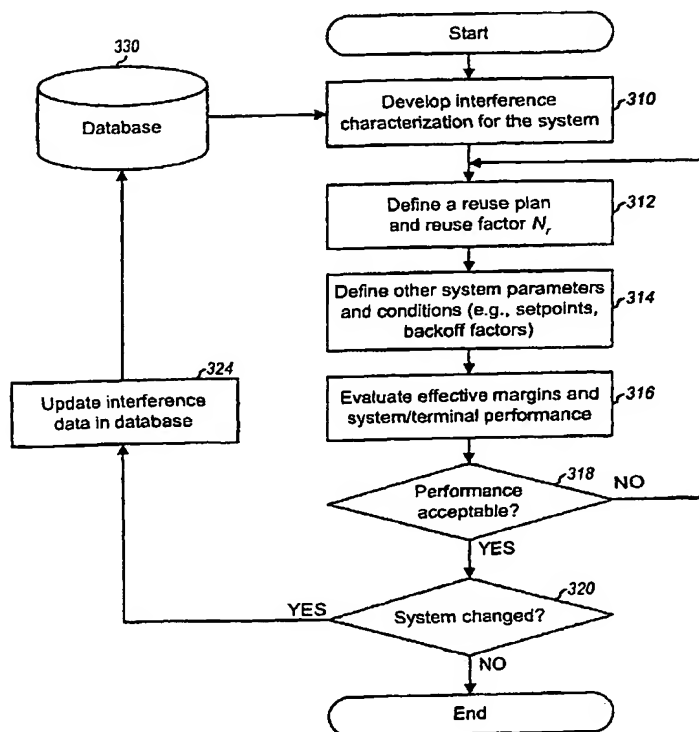 Start
330
Database
Develop interference
characterization for the system
310
Define a reuse plan
and reuse factor Nr
312
Define other system parameters
and conditions (e.g., setpoints,
backoff factors)
314
324
Update interference
data in database
Evaluate effective margins and
system/terminal performance
316
318
Performance
acceptable?
NO
YES
320
YES
System changed?
NO
End